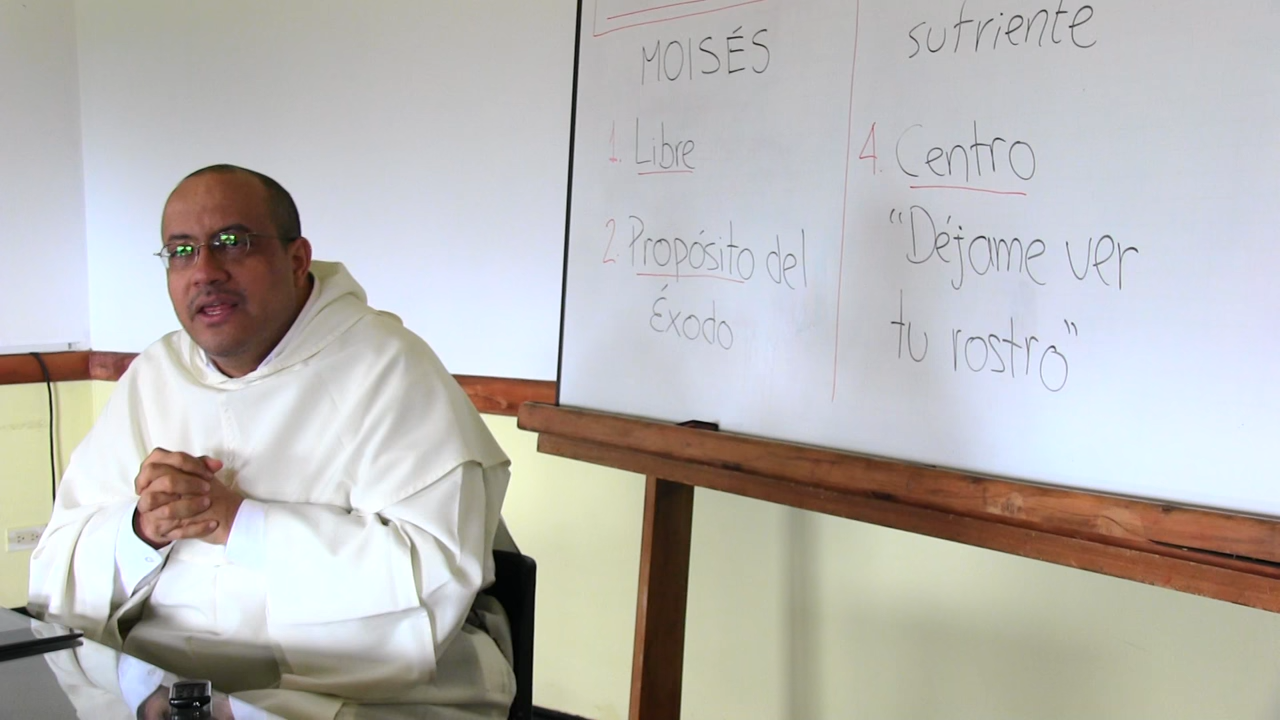 MOISÉS
1. Libre
2. Propósito del
Éxodo
sufriente
4. Centro
"Déjame ver
tu rostro"